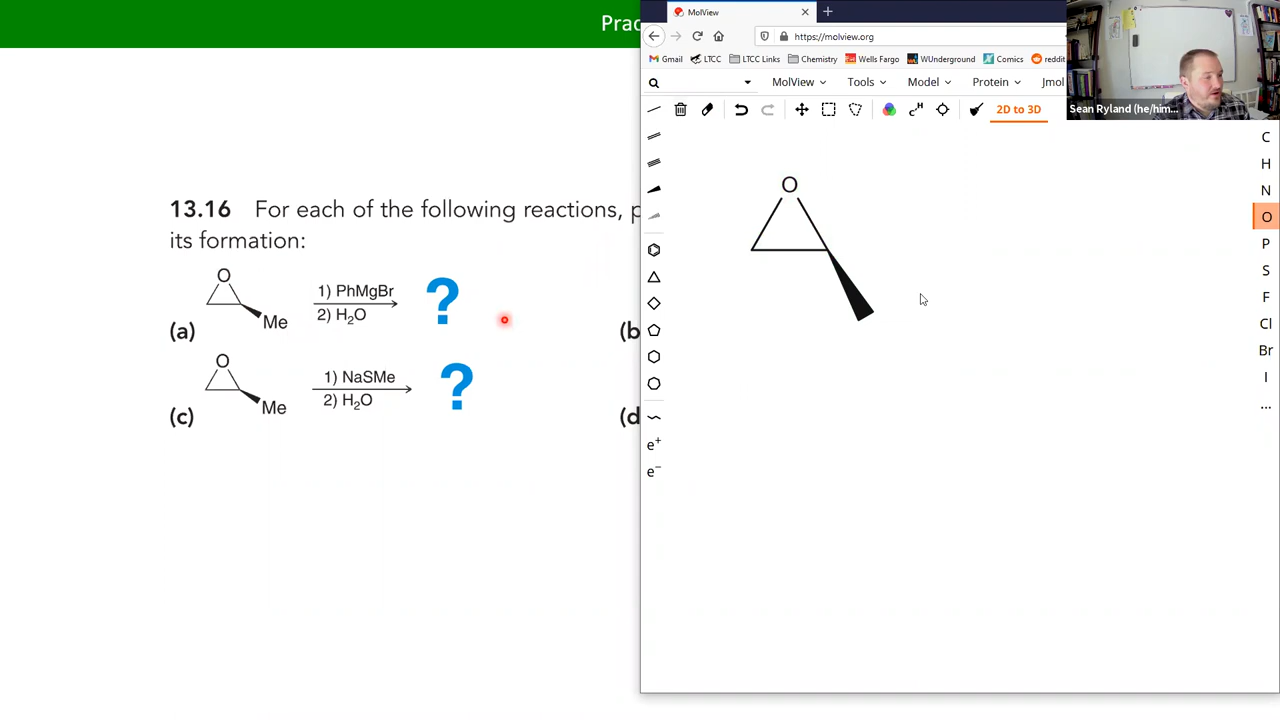 Prac
13.16 For each of the following reactions, p
its formation:
O
Me
1) PhMgBr
2) H₂O
?
(a)
(b
O
Me
1) NaSMe
2) H₂O
?
(c)
(d
MolView
https://molview.org
Gmail LTCC LTCC Links Chemistry Wells Fargo WUnderground Comics reddit
MolView Tools Model Protein Jmol
C^H 2D to 3D
Sean Ryland (he/him...
O
e⁺
e⁻
C
H
N
O
P
S
F
Cl
Br
I
...